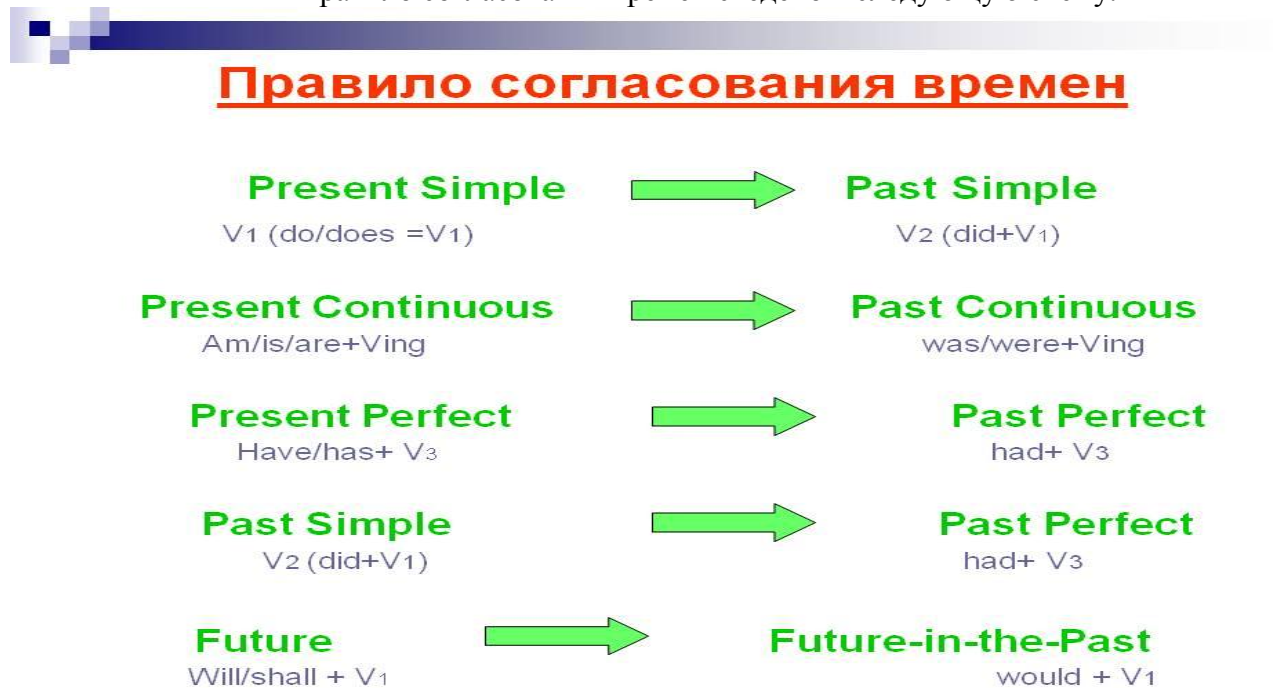 Правило согласования времен
Present Simple Past Simple
V1 (do/does =V1) V2 (did+V1)
Present Continuous Past Continuous
Am/is/are+Ving was/were+Ving
Present Perfect Past Perfect
Have/has+ V3 had+ V3
Past Simple Past Perfect
V2 (did+V1) had+ V3
Future Future-in-the-Past
Will/shall + V1 would + V1